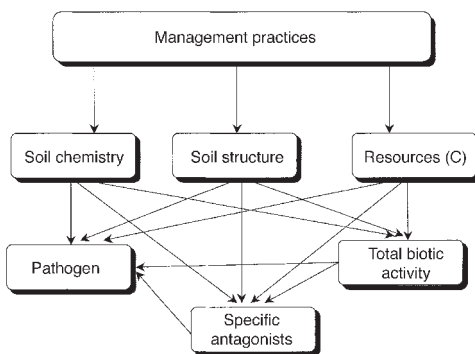 Management practices
Soil chemistry
Soil structure
Resources (C)
Pathogen
Total biotic
activity
Specific
antagonists